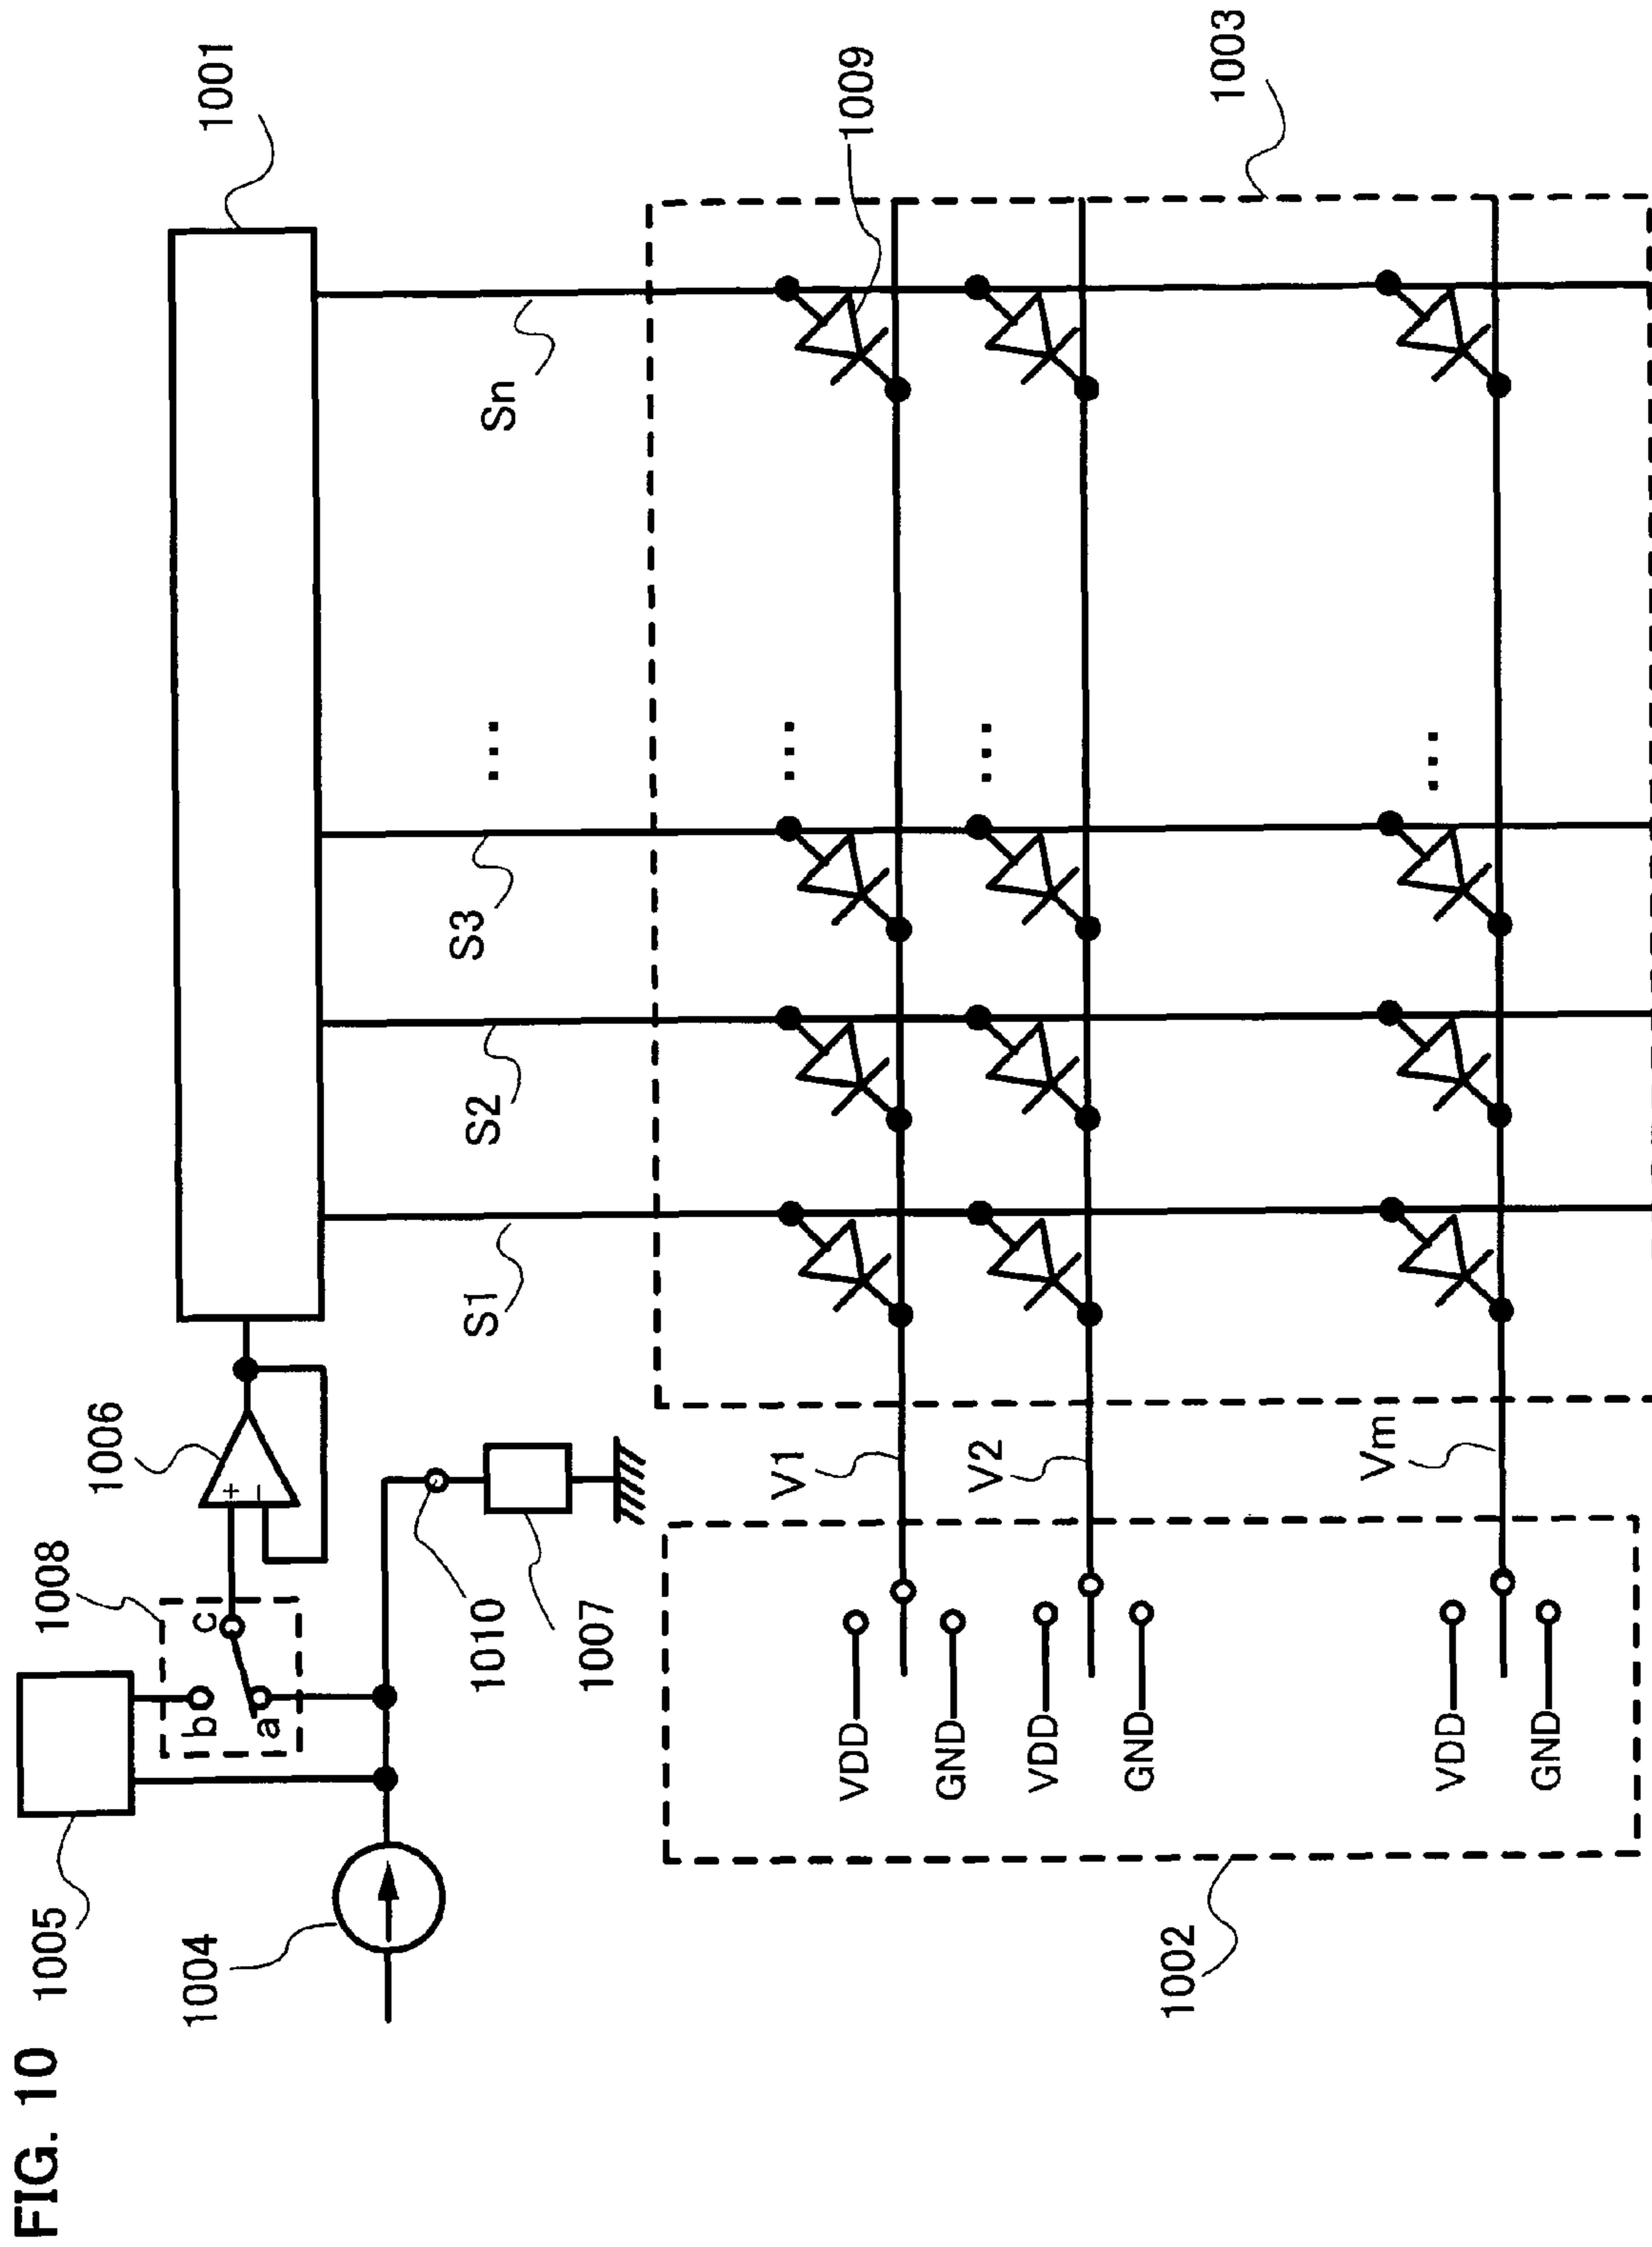 FIG. 10
1005
1008
1006
1001
b
c
a
+
−
1004
1010
1007
S1
S2
S3
...
Sn
1009
1003
VDD
GND
V1
...
VDD
GND
V2
...
VDD
GND
Vm
...
1002